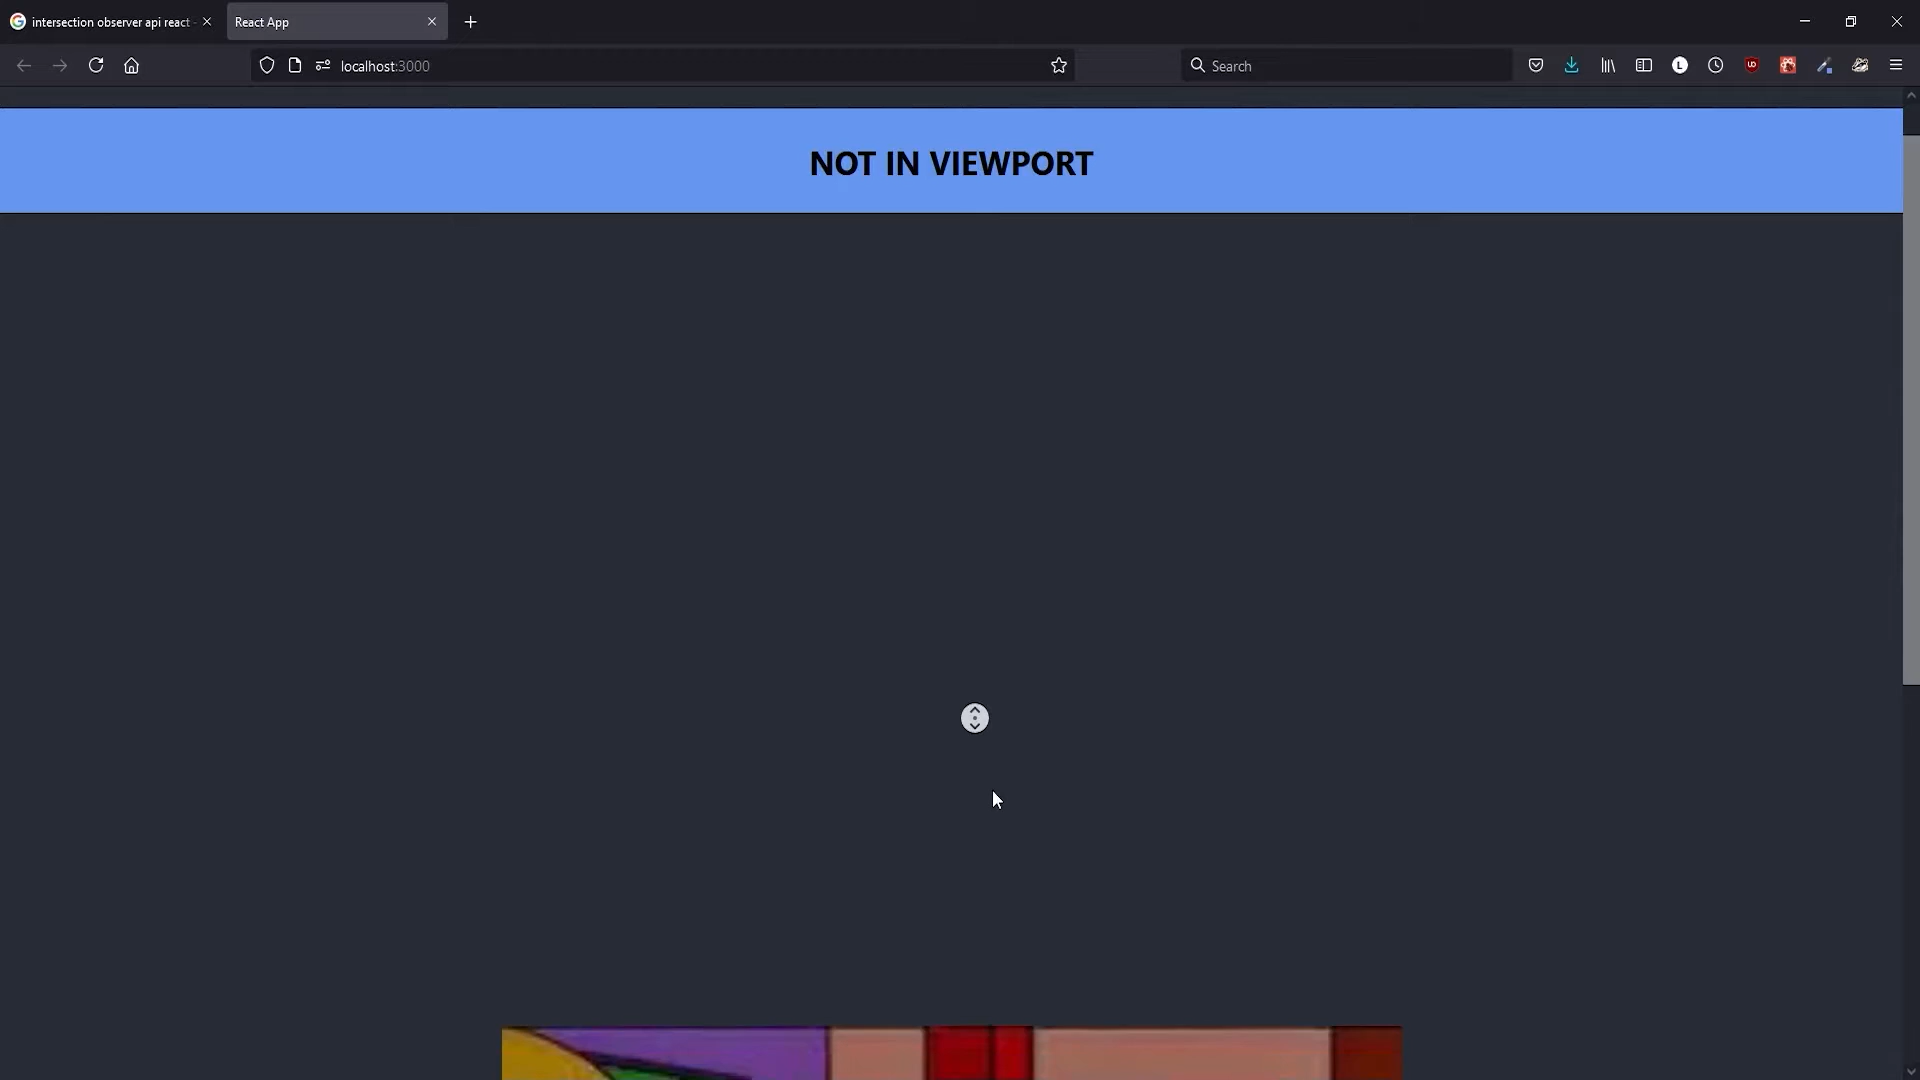 intersection observer api react
React App
localhost:3000
Search
NOT IN VIEWPORT